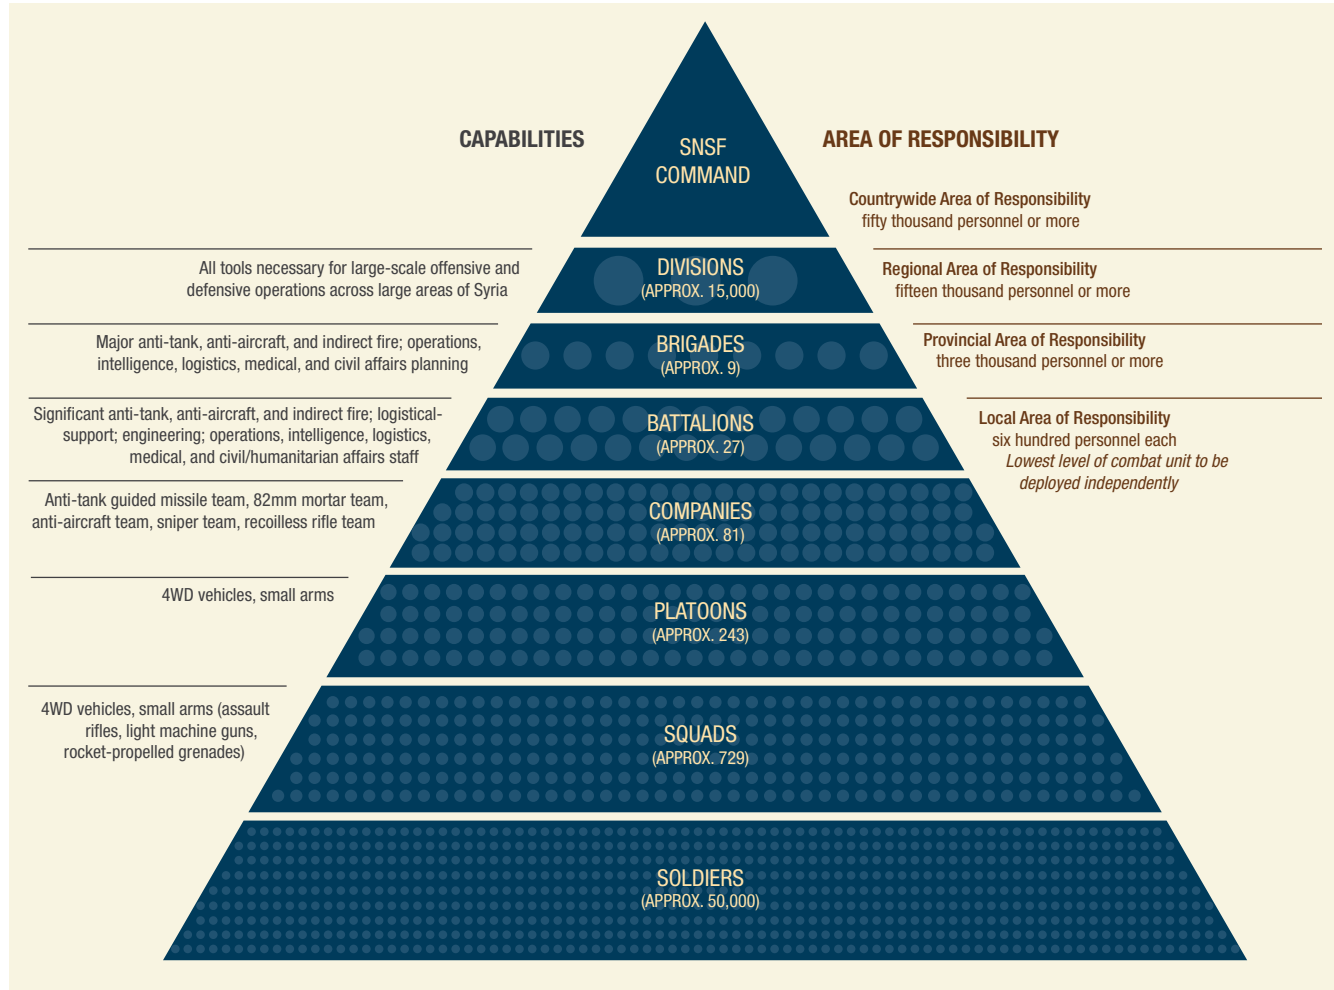 CAPABILITIES
SNSF
COMMAND
AREA OF RESPONSIBILITY
Countrywide Area of Responsibility
fifty thousand personnel or more
All tools necessary for large-scale offensive and
defensive operations across large areas of Syria
DIVISIONS
(APPROX. 15,000)
Regional Area of Responsibility
fifteen thousand personnel or more
Major anti-tank, anti-aircraft, and indirect fire; operations,
intelligence, logistics, medical, and civil affairs planning
BRIGADES
(APPROX. 9)
Provincial Area of Responsibility
three thousand personnel or more
Significant anti-tank, anti-aircraft, and indirect fire; logistical-
support; engineering; operations, intelligence, logistics,
medical, and civil/humanitarian affairs staff
BATTALIONS
(APPROX. 27)
Local Area of Responsibility
six hundred personnel each
Lowest level of combat unit to be
deployed independently
Anti-tank guided missile team, 82mm mortar team,
anti-aircraft team, sniper team, recoilless rifle team
COMPANIES
(APPROX. 81)
4WD vehicles, small arms
PLATOONS
(APPROX. 243)
4WD vehicles, small arms (assault
rifles, light machine guns,
rocket-propelled grenades)
SQUADS
(APPROX. 729)
SOLDIERS
(APPROX. 50,000)